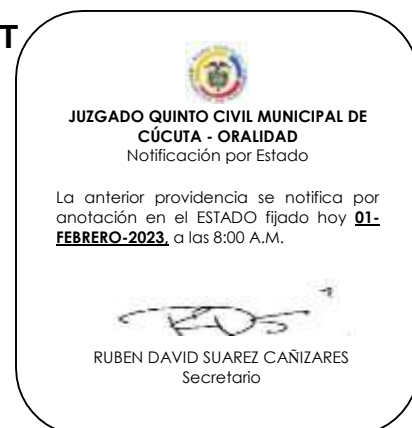 T
JUZGADO QUINTO CIVIL MUNICIPAL DE
CÚCUTA - ORALIDAD
Notificación por Estado
La anterior providencia se notifica por
anotación en el ESTADO fijado hoy 01-
FEBRERO-2023, a las 8:00 A.M.
RUBEN DAVID SUAREZ CAÑIZARES
Secretario